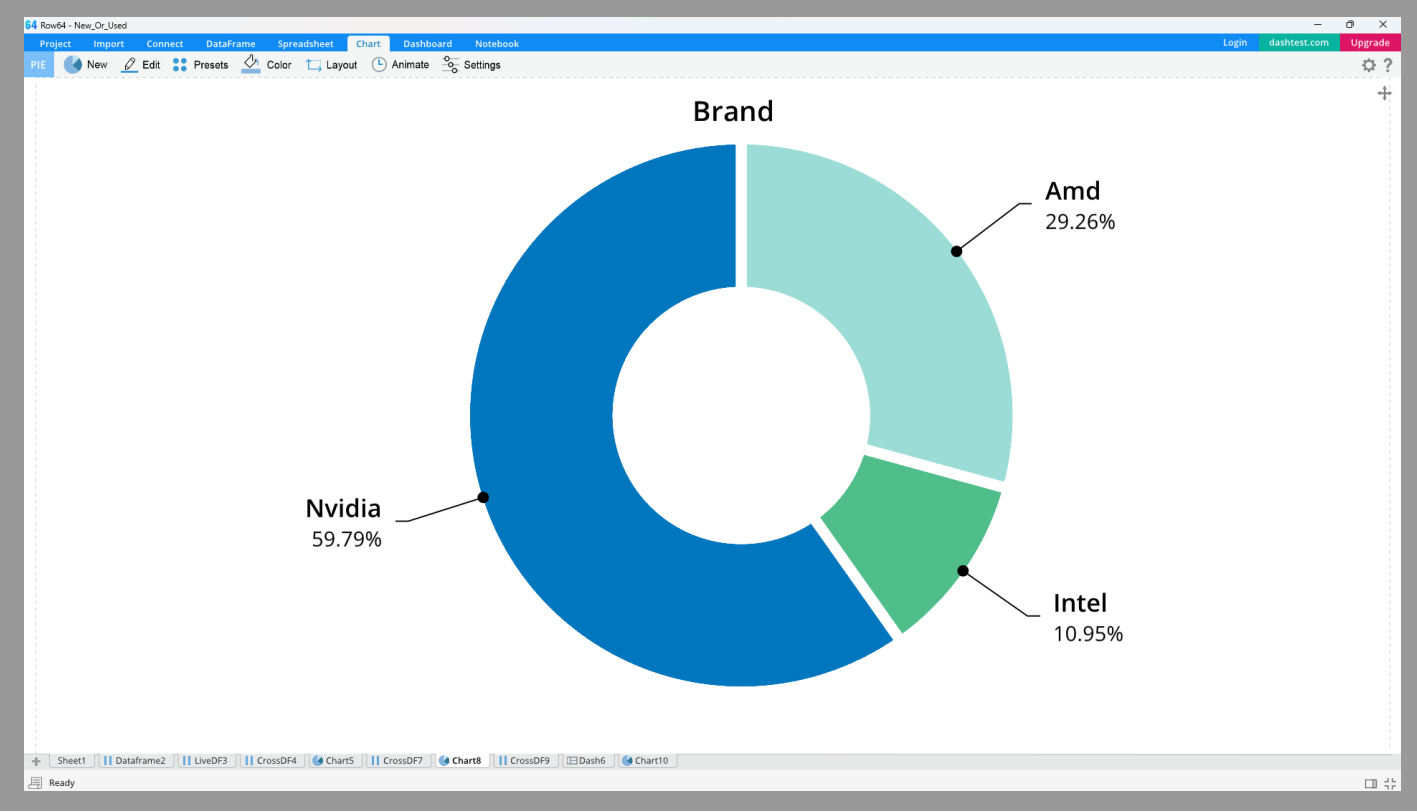 64 Row64 - New_Or_Used
Project Import Connect DataFrame Spreadsheet Chart Dashboard Notebook Login dashtest.com Upgrade
PIE New Edit Presets Color Layout Animate Settings ?
Brand
Amd
29.26%
Nvidia
59.79%
Intel
10.95%
Sheet1 Dataframe2 LiveDF3 CrossDF4 Chart5 CrossDF7 Chart8 CrossDF9 Dash6 Chart10
Ready